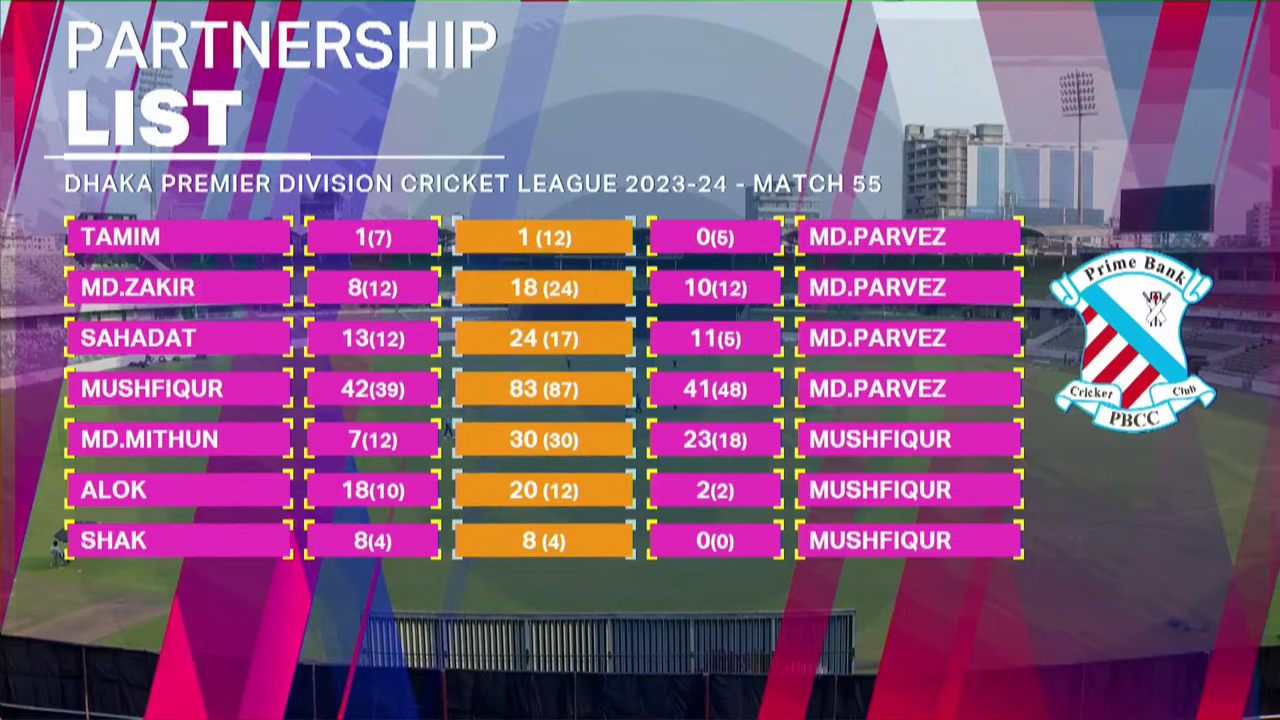 PARTNERSHIP
LIST
DHAKA PREMIER DIVISION CRICKET LEAGUE 2023-24 - MATCH 55
TAMIM 1(7) 1 (12) 0(5) MD.PARVEZ
MD.ZAKIR 8(12) 18 (24) 10(12) MD.PARVEZ
SAHADAT 13(12) 24 (17) 11(5) MD.PARVEZ
MUSHFIQUR 42(39) 83 (87) 41(48) MD.PARVEZ
MD.MITHUN 7(12) 30 (30) 23(18) MUSHFIQUR
ALOK 18(10) 20 (12) 2(2) MUSHFIQUR
SHAK 8(4) 8 (4) 0(0) MUSHFIQUR
Prime Bank
Cricket Club
PBCC